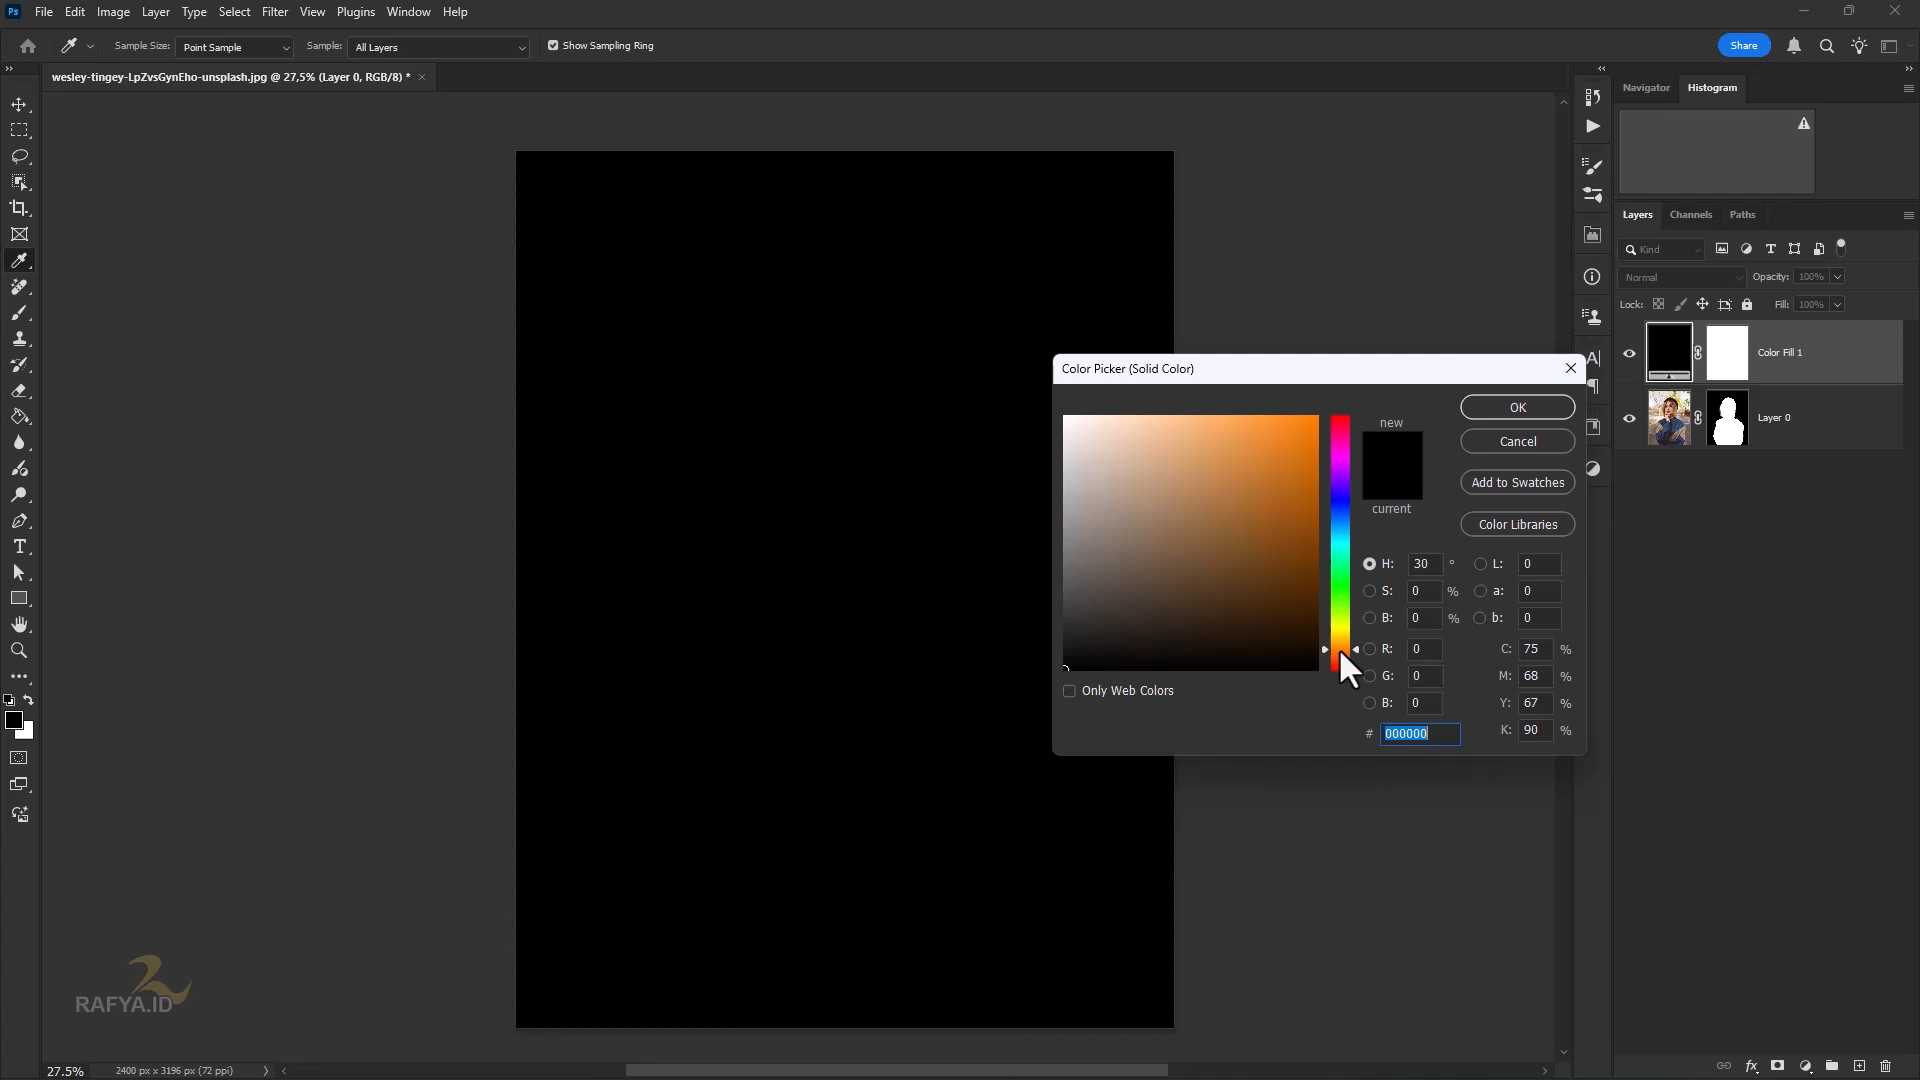 Ps File Edit Image Layer Type Select Filter View Plugins Window Help
Sample Size: Point Sample Sample: All Layers Show Sampling Ring Share
wesley-tingey-LpZvsGynEho-unsplash.jpg @ 27,5% (Layer 0, RGB/8) * ×
Navigator Histogram
Layers Channels Paths
Kind
Normal Opacity: 100%
Lock: Fill: 100%
Color Fill 1
Layer 0
Color Picker (Solid Color)
new
current
OK
Cancel
Add to Swatches
Color Libraries
H: 30 ° L: 0
S: 0 % a: 0
B: 0 % b: 0
R: 0 C: 75 %
G: 0 M: 68 %
B: 0 Y: 67 %
# 000000 K: 90 %
Only Web Colors
RAFYA.ID
27.5% 2400 px x 3196 px (72 ppi)